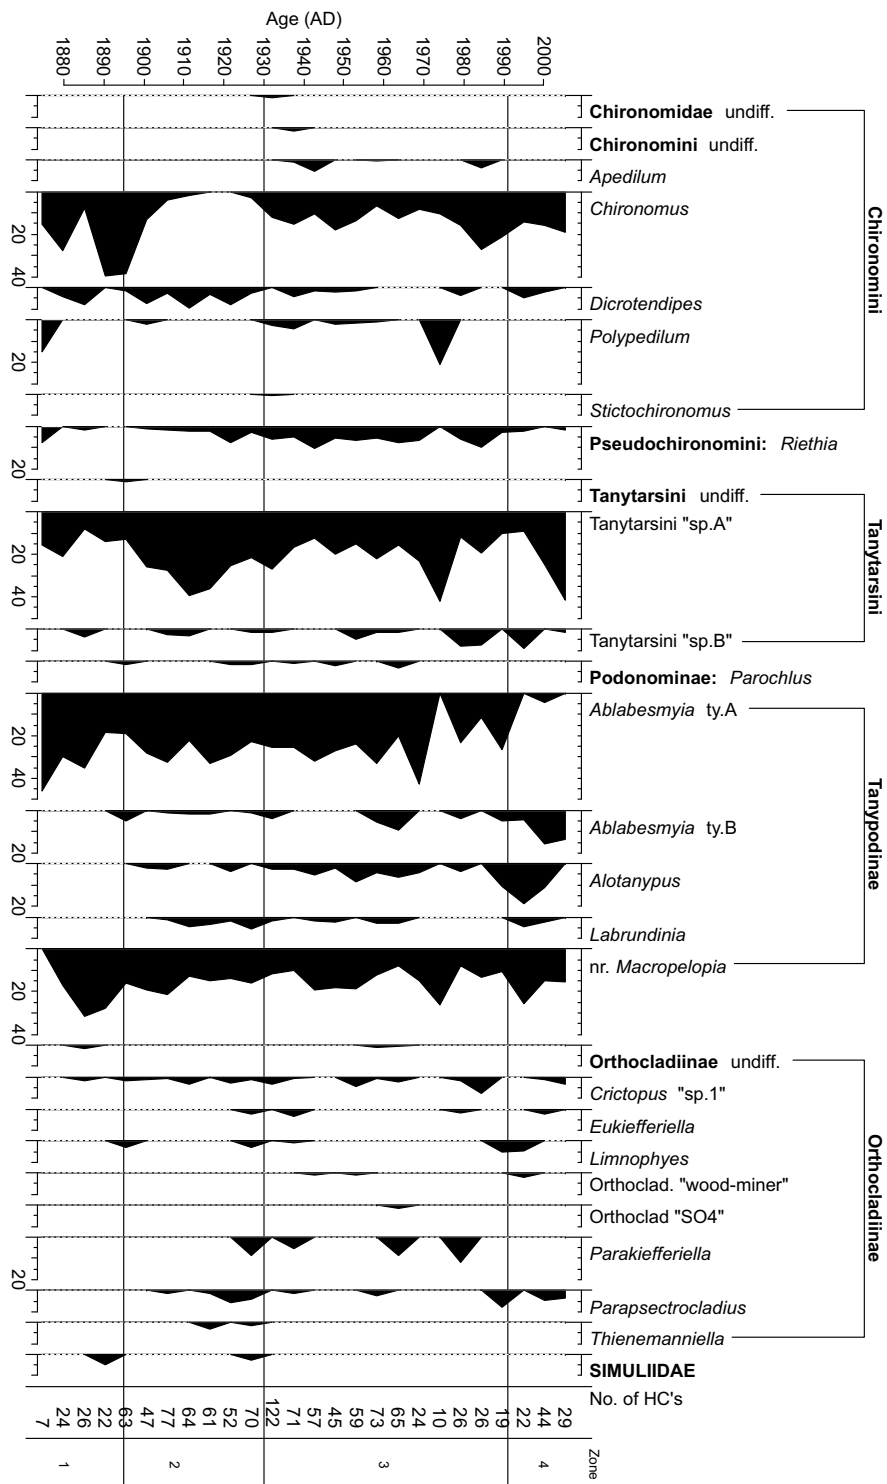 Age (AD)
1880 1890 1900 1910 1920 1930 1940 1950 1960 1970 1980 1990 2000
Chironomidae undiff.
Chironomini undiff.
Apedilum
Chironomus
20 40
Dicrotendipes
Polypedilum
20
Stictochironomus
Chironomini
Pseudochironomini: Riethia
20
Tanytarsini undiff.
Tanytarsini "sp.A"
20 40
Tanytarsini "sp.B"
Tanytarsini
Podonominae: Parochlus
Ablabesmyia ty.A
20 40
Ablabesmyia ty.B
20
Alotanypus
20
Labrundinia
nr. Macropelopia
20 40
Tanypodinae
Orthocladiinae undiff.
Crictopus "sp.1"
Eukiefferiella
Limnophyes
Orthoclad. "wood-miner"
Orthoclad "SO4"
Parakiefferiella
20
Parapsectrocladius
Thienemanniella
Orthocladiinae
SIMULIIDAE
No. of HC's
7 24 26 22 63 47 77 64 61 52 70 122 71 57 45 59 73 65 24 10 26 26 19 22 44 29
Zone
1 2 3 4